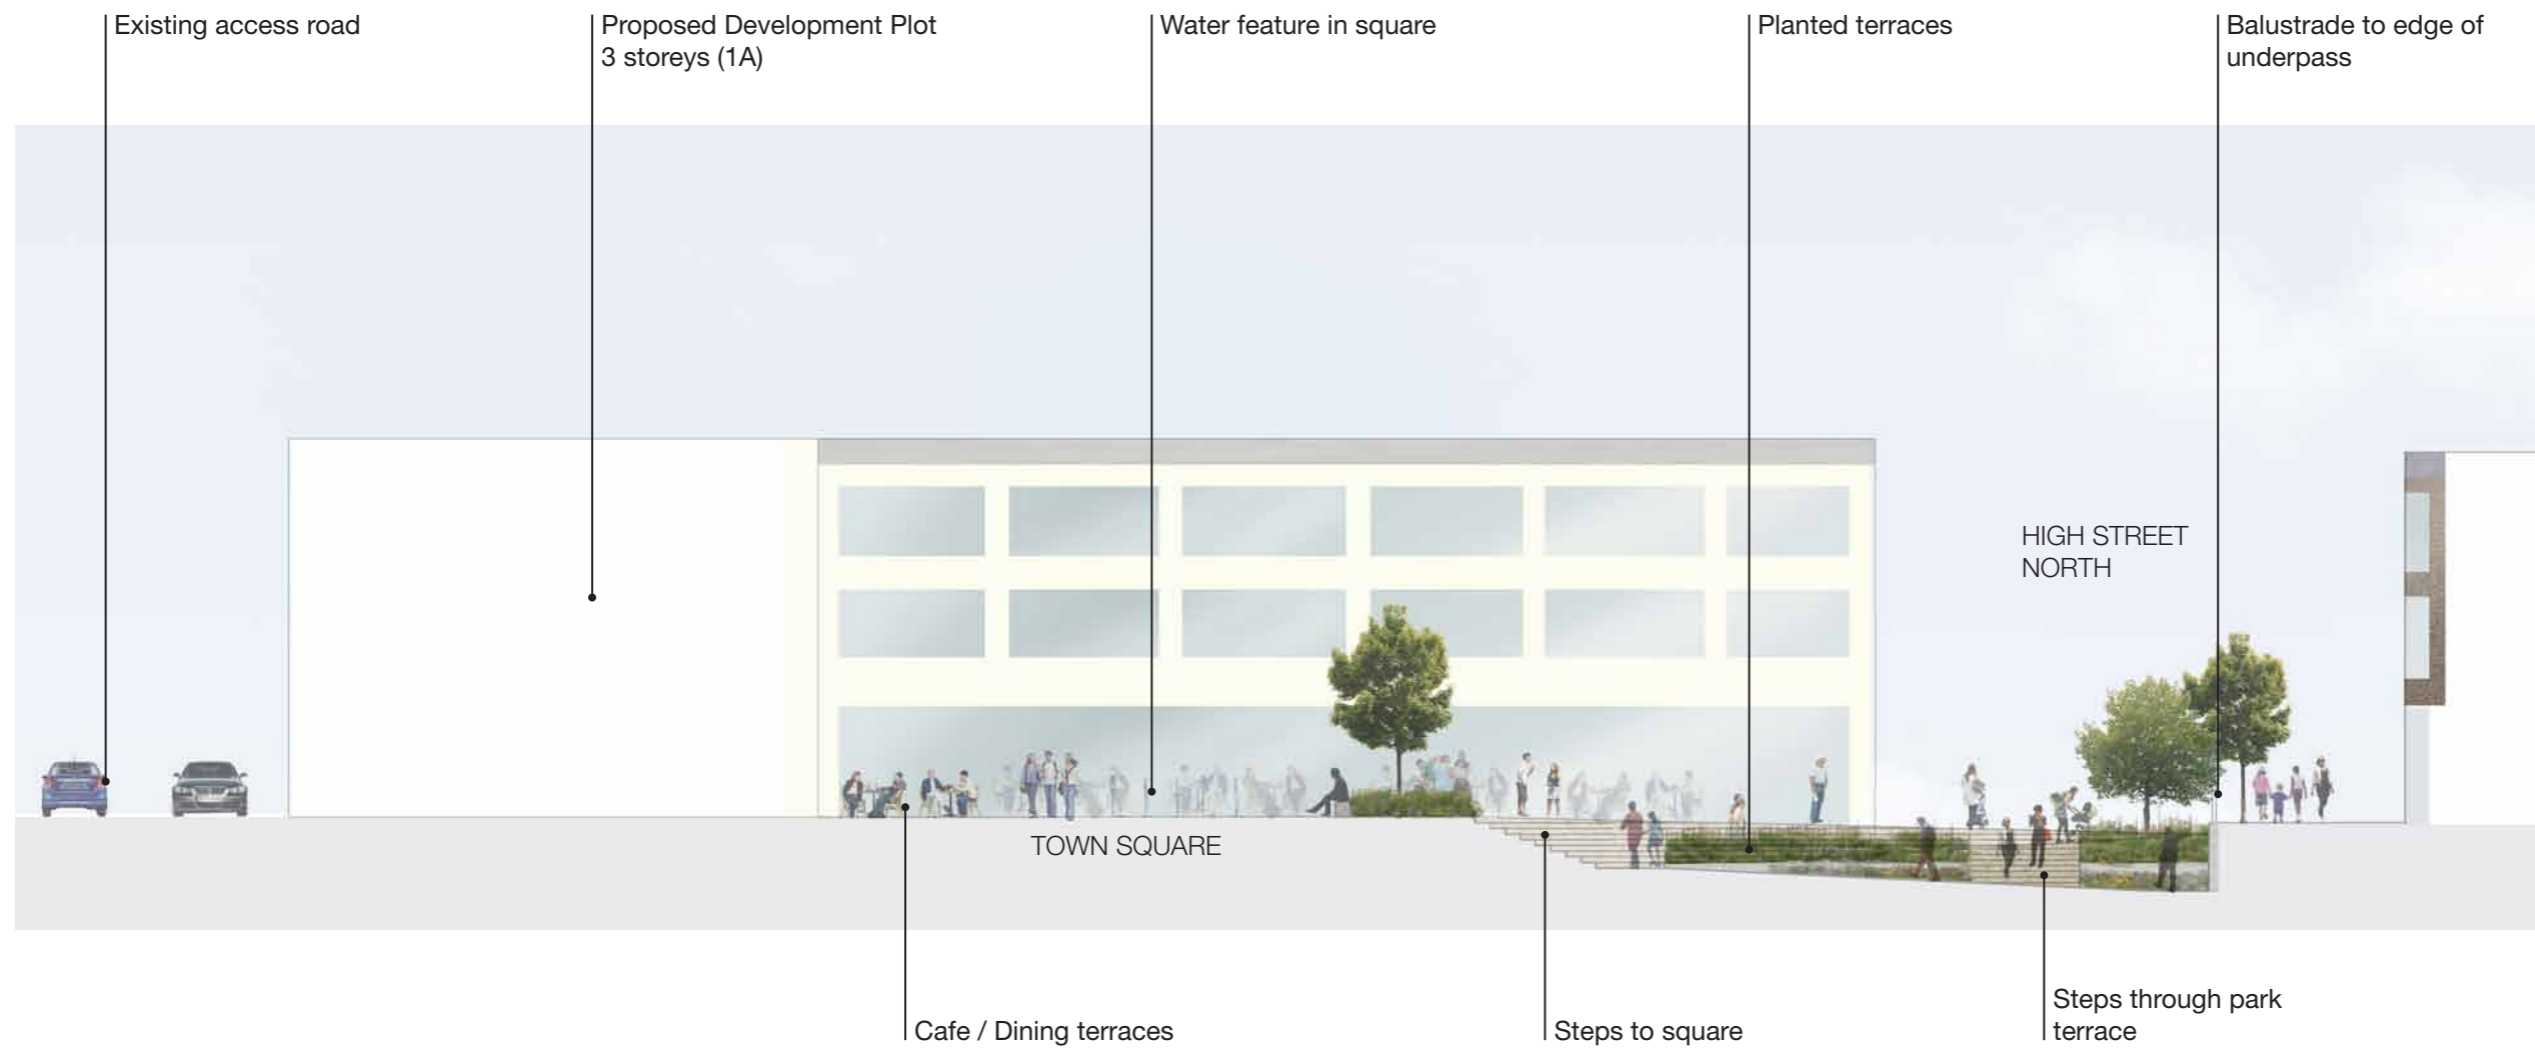 Existing access road
Proposed Development Plot
3 storeys (1A)
Water feature in square
Planted terraces
Balustrade to edge of
underpass
HIGH STREET
NORTH
TOWN SQUARE
Cafe / Dining terraces
Steps to square
Steps through park
terrace